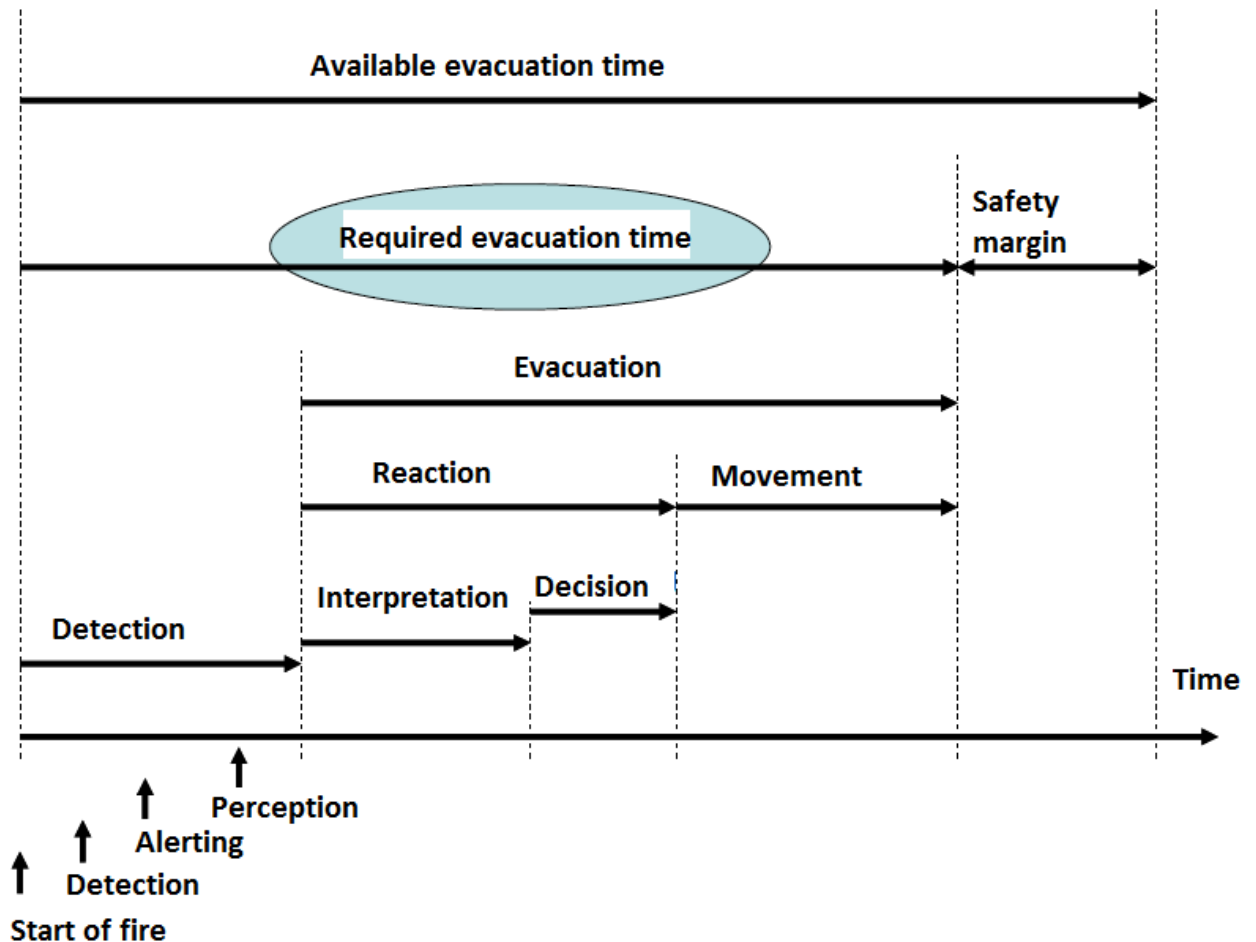 Available evacuation time
Safety
margin
Required evacuation time
Evacuation
Reaction
Movement
Decision
Interpretation
Detection
Time
Perception
Alerting
Detection
Start of fire